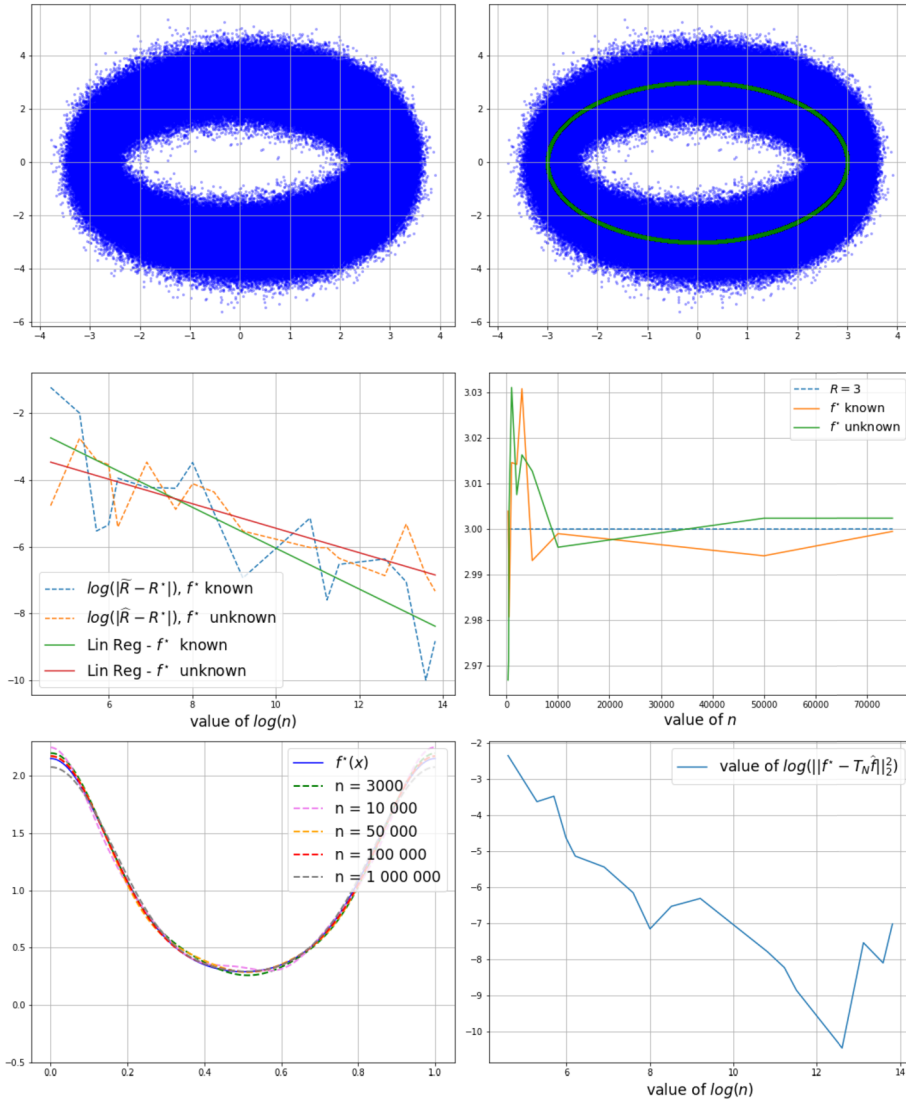 4
2
0
−2
−4
−6
−4 −3 −2 −1 0 1 2 3 4
4
2
0
−2
−4
−6
−4 −3 −2 −1 0 1 2 3 4
−2
−4
−6
−8
−10
log(|R̃ − R*|), f* known
log(|R̂ − R*|), f* unknown
Lin Reg - f* known
Lin Reg - f* unknown
6 8 10 12 14
value of log(n)
3.03
3.02
3.01
3.00
2.99
2.98
2.97
R = 3
f* known
f* unknown
0 10000 20000 30000 40000 50000 60000 70000
value of n
2.0
1.5
1.0
0.5
0.0
−0.5
f*(x)
n = 3000
n = 10 000
n = 50 000
n = 100 000
n = 1 000 000
0.0 0.2 0.4 0.6 0.8 1.0
−2
−3
−4
−5
−6
−7
−8
−9
−10
value of log(||f* − T_N f̂||₂²)
6 8 10 12 14
value of log(n)